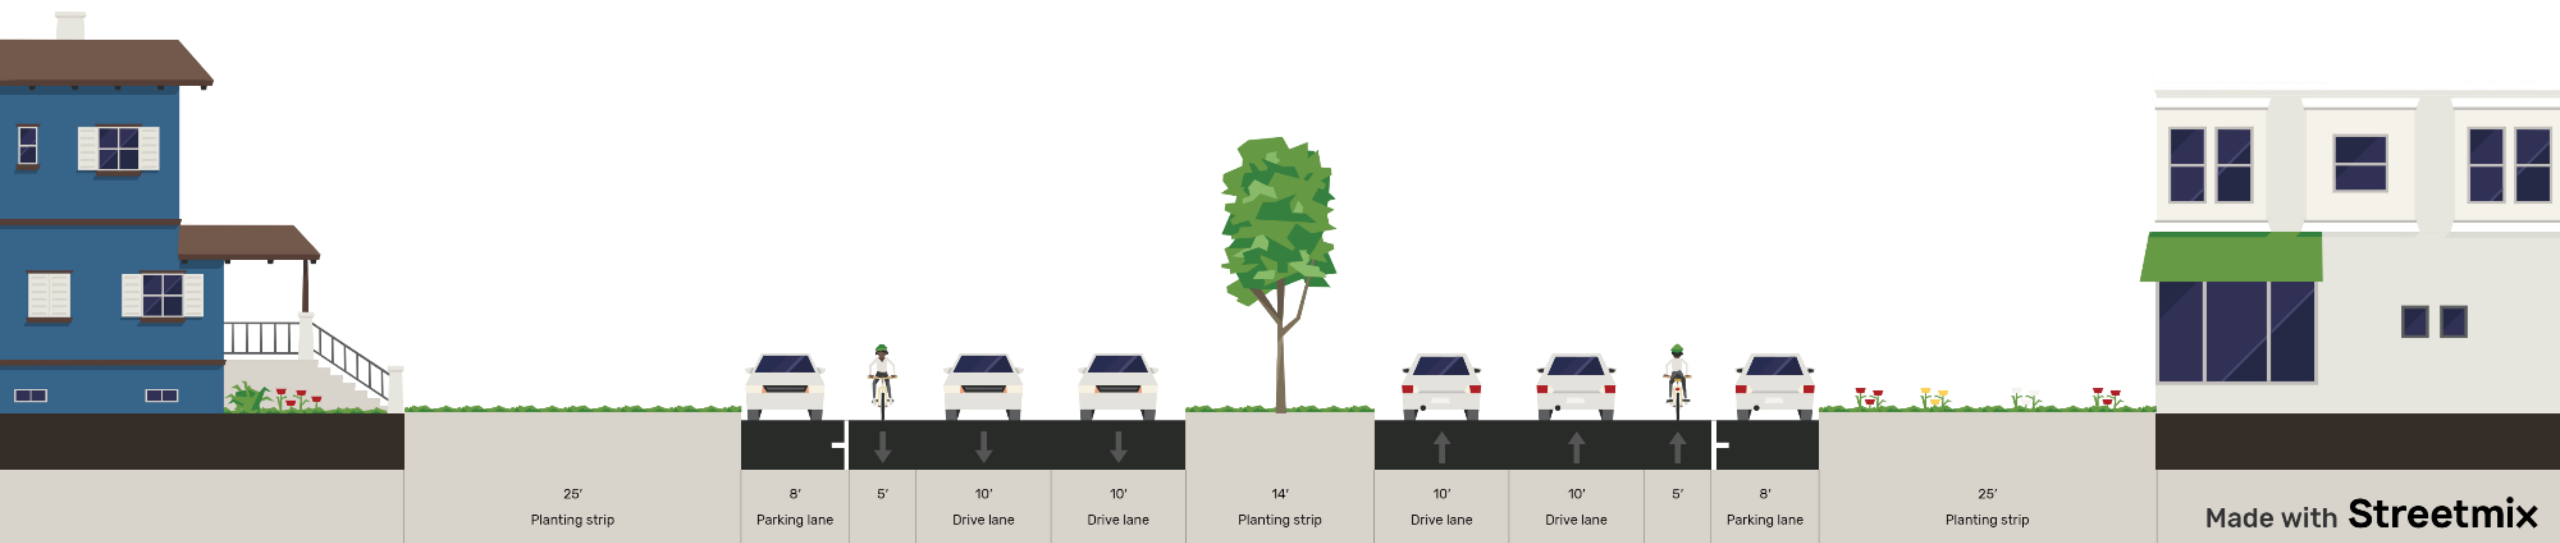 25′
Planting strip
8′
Parking lane
5′
10′
Drive lane
10′
Drive lane
14′
Planting strip
10′
Drive lane
10′
Drive lane
5′
8′
Parking lane
25′
Planting strip
Made with Streetmix